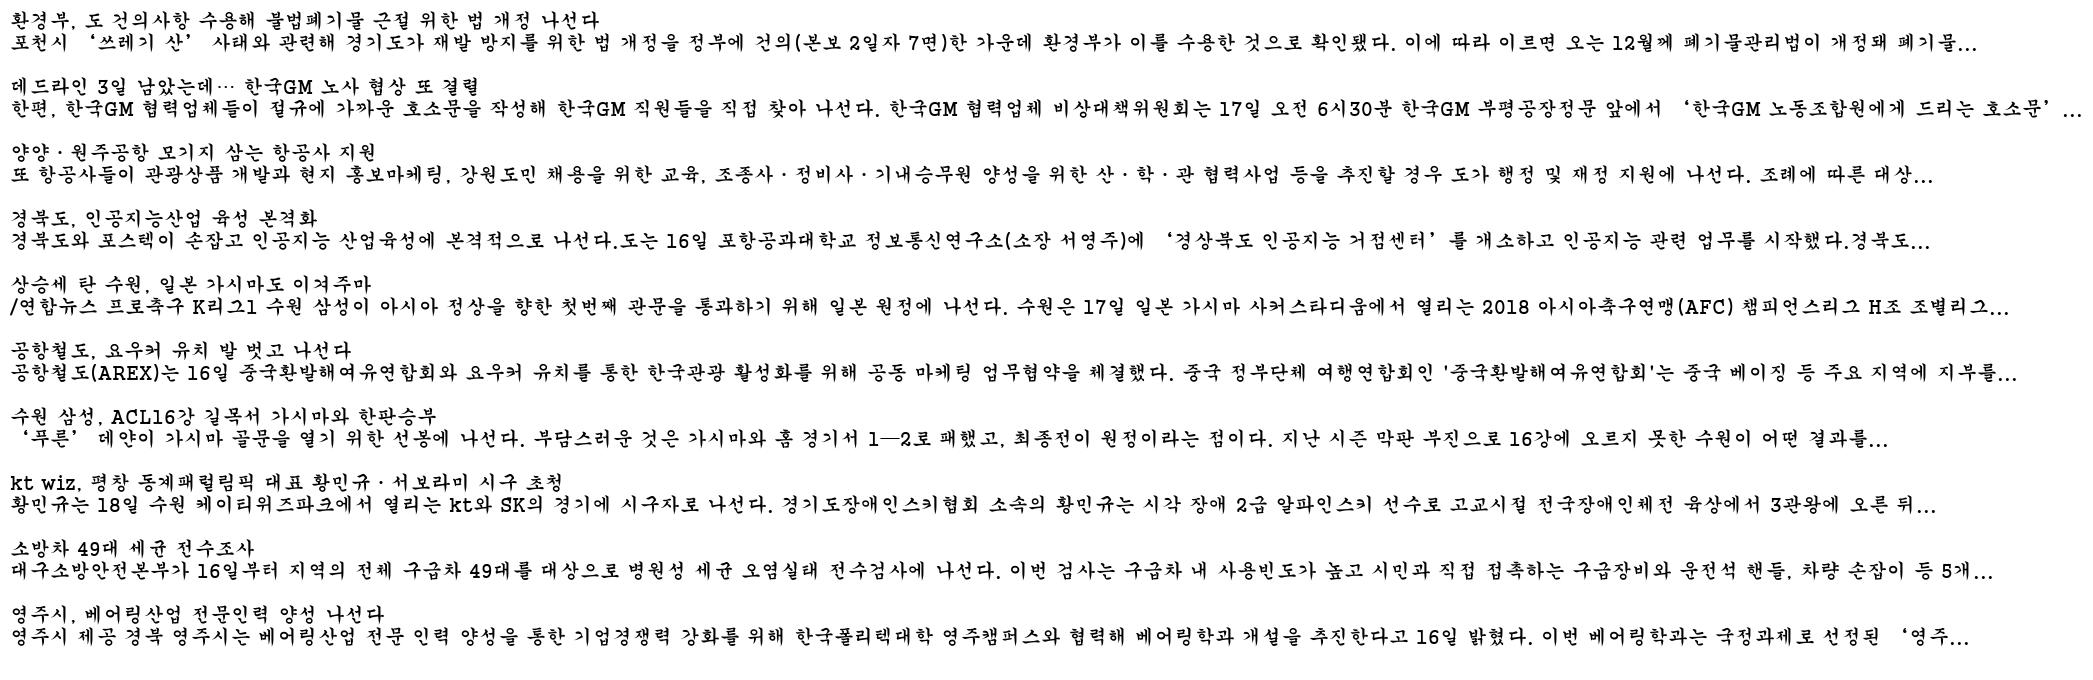 환경부, 도 건의사항 수용해 불법폐기물 근절 위한 법 개정 나선다
포천시 ‘쓰레기 산’ 사태와 관련해 경기도가 재발 방지를 위한 법 개정을 정부에 건의(본보 2일자 7면)한 가운데 환경부가 이를 수용한 것으로 확인됐다. 이에 따라 이르면 오는 12월께 폐기물관리법이 개정돼 폐기물...
데드라인 3일 남았는데… 한국GM 노사 협상 또 결렬
한편, 한국GM 협력업체들이 절규에 가까운 호소문을 작성해 한국GM 직원들을 직접 찾아 나선다. 한국GM 협력업체 비상대책위원회는 17일 오전 6시30분 한국GM 부평공장정문 앞에서 ‘한국GM 노동조합원에게 드리는 호소문’...
양양·원주공항 모기지 삼는 항공사 지원
또 항공사들이 관광상품 개발과 현지 홍보마케팅, 강원도민 채용을 위한 교육, 조종사·정비사·기내승무원 양성을 위한 산·학·관 협력사업 등을 추진할 경우 도가 행정 및 재정 지원에 나선다. 조례에 따른 대상...
경북도, 인공지능산업 육성 본격화
경북도와 포스텍이 손잡고 인공지능 산업육성에 본격적으로 나선다.도는 16일 포항공과대학교 정보통신연구소(소장 서영주)에 ‘경상북도 인공지능 거점센터’를 개소하고 인공지능 관련 업무를 시작했다.경북도...
상승세 탄 수원, 일본 가시마도 이겨주마
/연합뉴스 프로축구 K리그1 수원 삼성이 아시아 정상을 향한 첫번째 관문을 통과하기 위해 일본 원정에 나선다. 수원은 17일 일본 가시마 사커스타디움에서 열리는 2018 아시아축구연맹(AFC) 챔피언스리그 H조 조별리그...
공항철도, 요우커 유치 발 벗고 나선다
공항철도(AREX)는 16일 중국환발해여유연합회와 요우커 유치를 통한 한국관광 활성화를 위해 공동 마케팅 업무협약을 체결했다. 중국 정부단체 여행연합회인 '중국환발해여유연합회'는 중국 베이징 등 주요 지역에 지부를...
수원 삼성, ACL16강 길목서 가시마와 한판승부
‘푸른’ 데얀이 가시마 골문을 열기 위한 선봉에 나선다. 부담스러운 것은 가시마와 홈 경기서 1―2로 패했고, 최종전이 원정이라는 점이다. 지난 시즌 막판 부진으로 16강에 오르지 못한 수원이 어떤 결과를...
kt wiz, 평창 동계패럴림픽 대표 황민규·서보라미 시구 초청
황민규는 18일 수원 케이티위즈파크에서 열리는 kt와 SK의 경기에 시구자로 나선다. 경기도장애인스키협회 소속의 황민규는 시각 장애 2급 알파인스키 선수로 고교시절 전국장애인체전 육상에서 3관왕에 오른 뒤...
소방차 49대 세균 전수조사
대구소방안전본부가 16일부터 지역의 전체 구급차 49대를 대상으로 병원성 세균 오염실태 전수검사에 나선다. 이번 검사는 구급차 내 사용빈도가 높고 시민과 직접 접촉하는 구급장비와 운전석 핸들, 차량 손잡이 등 5개...
영주시, 베어링산업 전문인력 양성 나선다
영주시 제공 경북 영주시는 베어링산업 전문 인력 양성을 통한 기업경쟁력 강화를 위해 한국폴리텍대학 영주캠퍼스와 협력해 베어링학과 개설을 추진한다고 16일 밝혔다. 이번 베어링학과는 국정과제로 선정된 ‘영주...